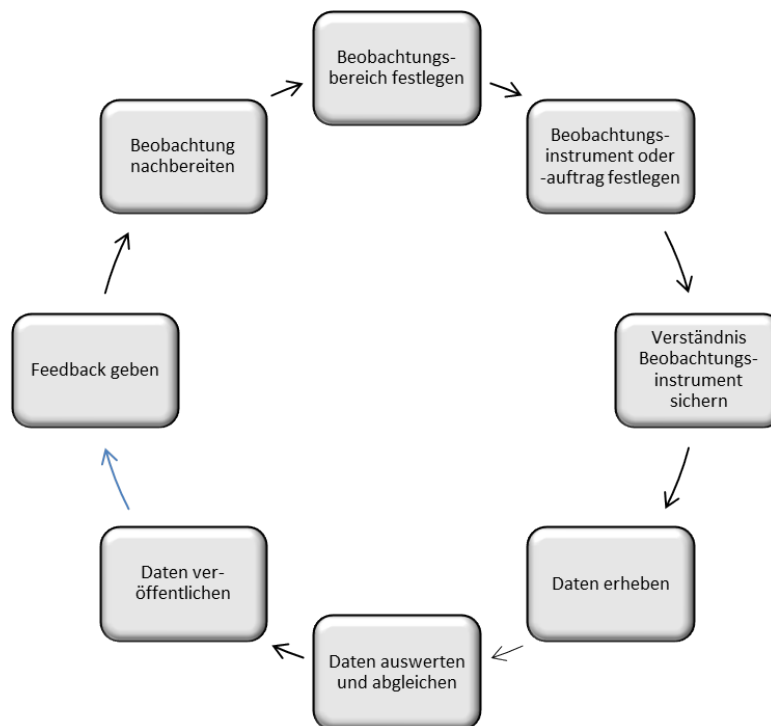 Beobachtungs-
bereich festlegen
Beobachtungs-
instrument oder
-auftrag festlegen
Verständnis
Beobachtungs-
instrument
sichern
Daten erheben
Daten auswerten
und abgleichen
Daten ver-
öffentlichen
Feedback geben
Beobachtung
nachbereiten